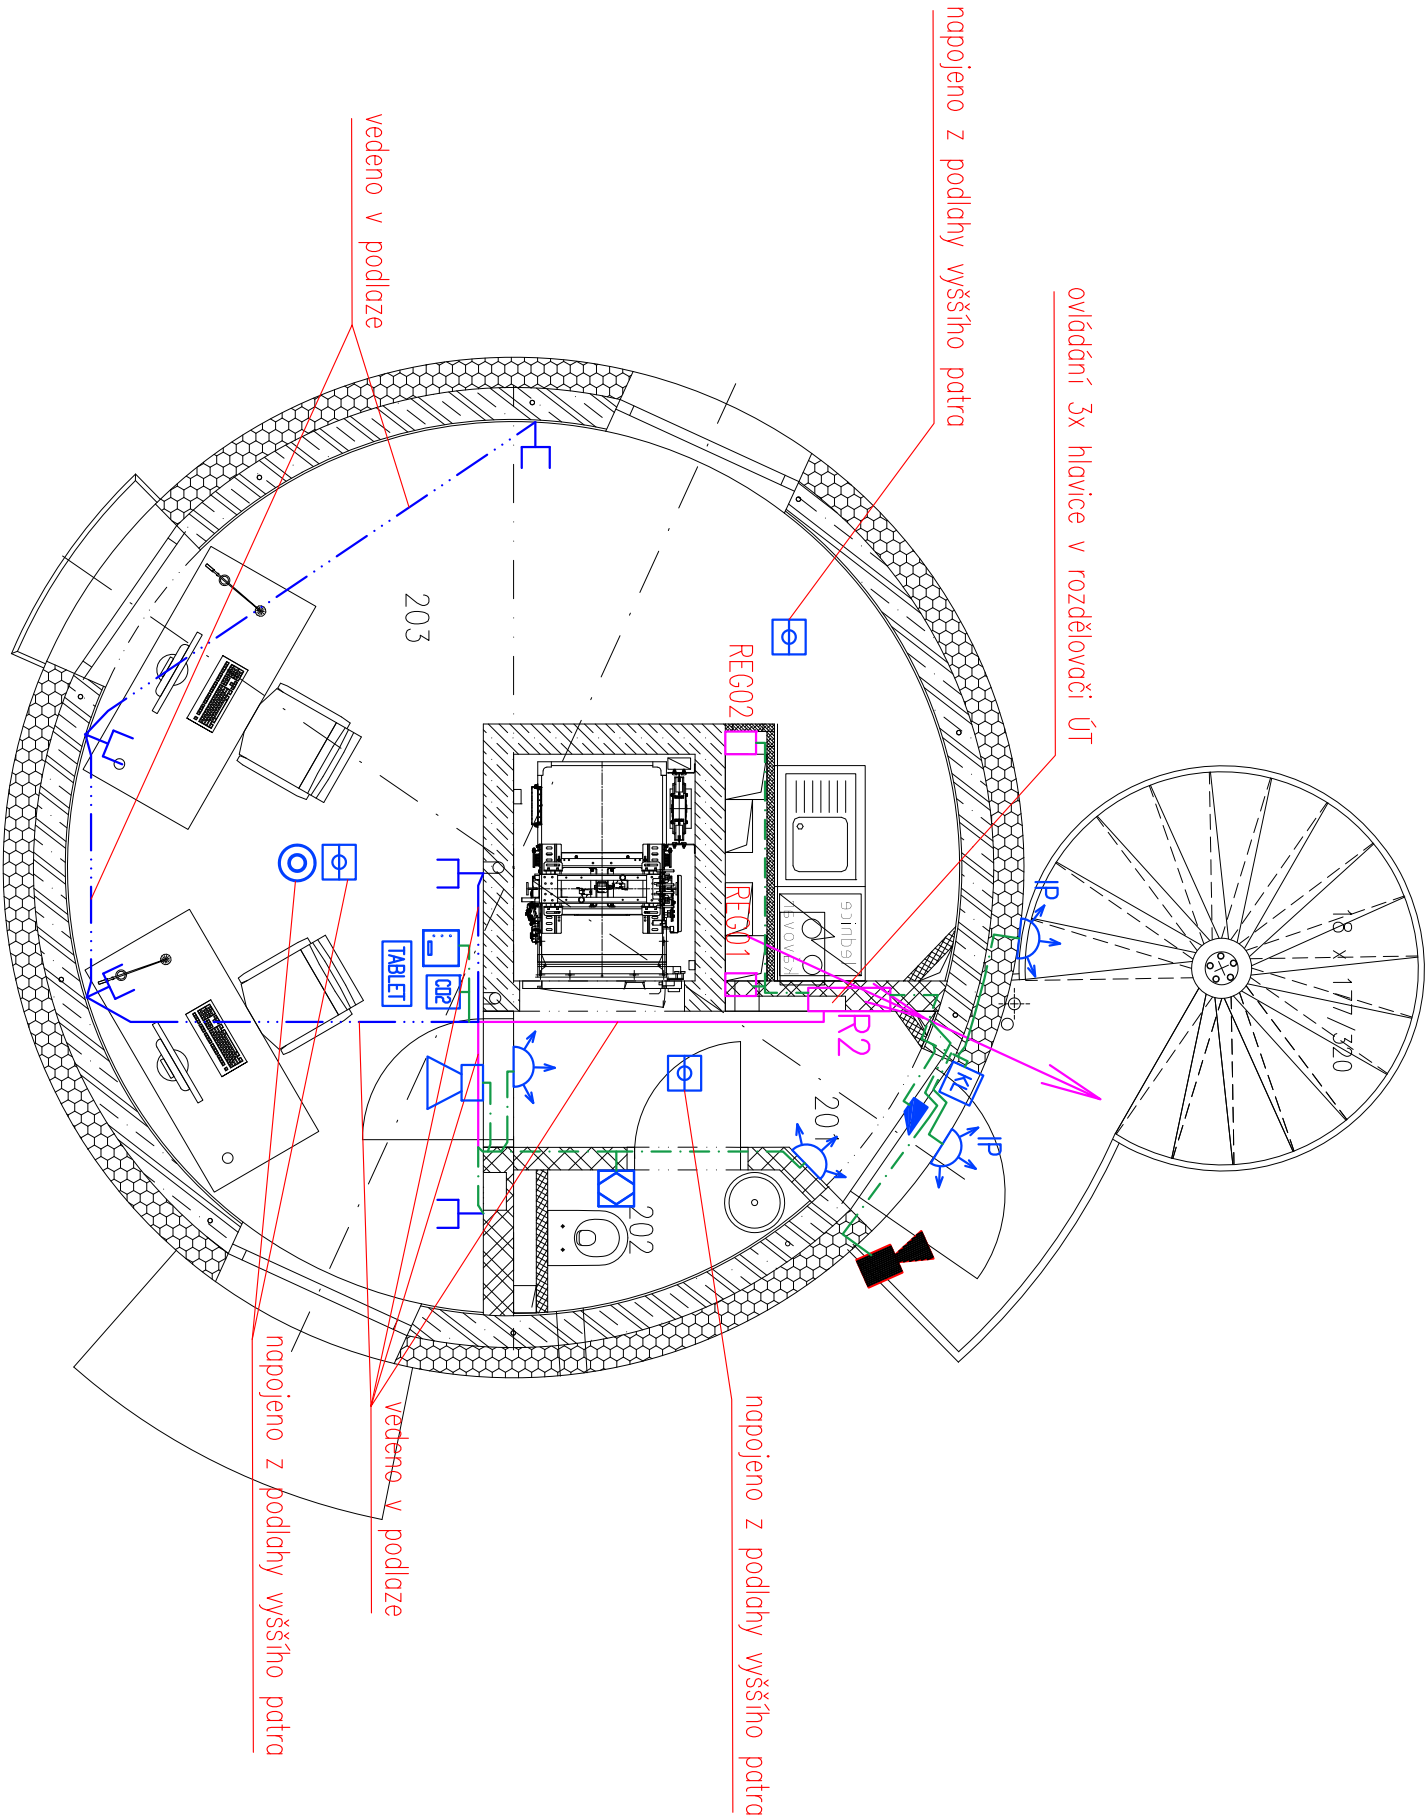 napojeno z podlahy vyššího patra
ovládání 3x hlavice v rozdělovači ÚT
vedeno v podlaze
203
REG02
REG01
IP
18 x 177/320
TABLET
CO2
R2
KL
201
IP
202
napojeno z podlahy vyššího patra
vedeno v podlaze
napojeno z podlahy vyššího patra